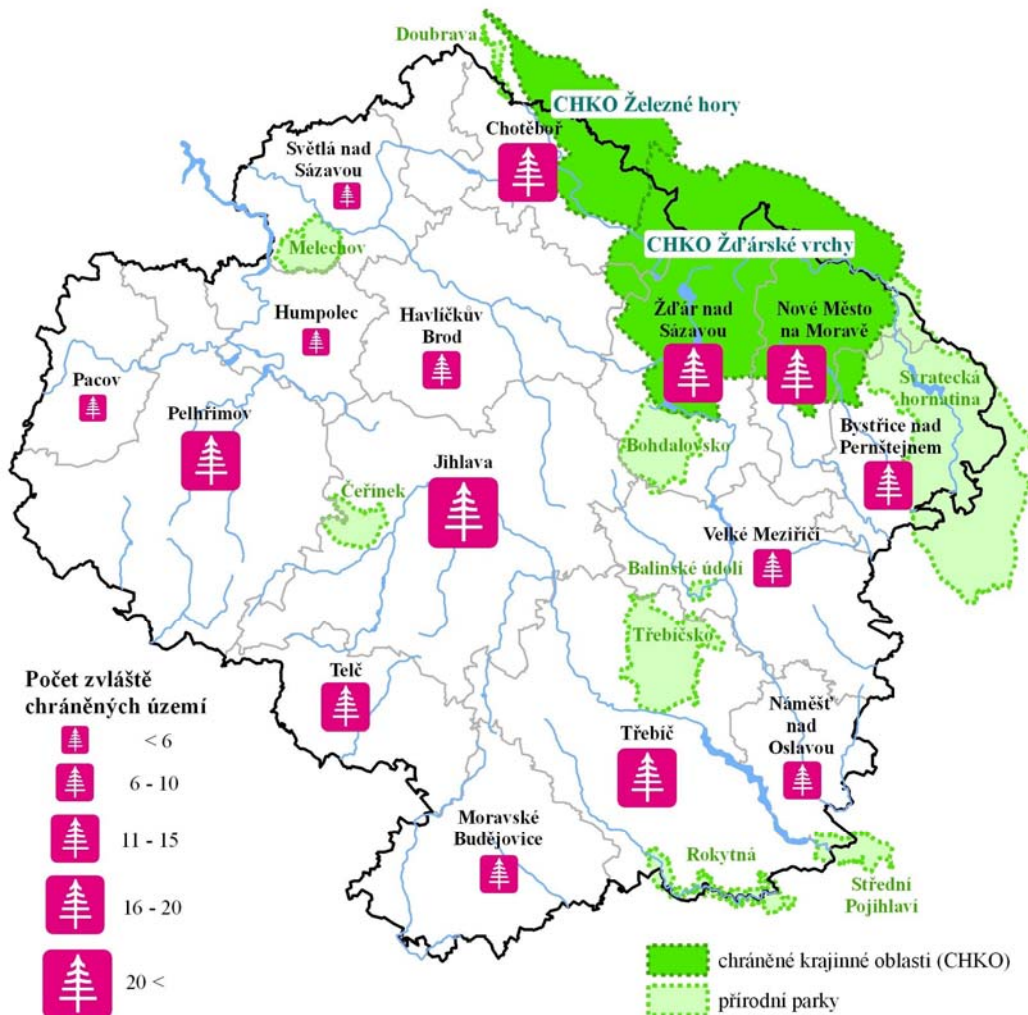 Doubrava
CHKO Železné hory
Chotěboř
Světlá nad
Sázavou
CHKO Žďárské vrchy
Melechov
Humpolec
Havlíčkův
Brod
Žďár nad
Sázavou
Nové Město
na Moravě
Pacov
Pelhřimov
Svratecká
hornatina
Bystřice nad
Pernštejnem
Bohdalovsko
Jihlava
Čeřínek
Velké Meziříčí
Balinské údolí
Třebíčsko
Telč
Náměšť
nad
Oslavou
Třebíč
Moravské
Budějovice
Rokytná
Střední
Pojihlaví
Počet zvláště
chráněných území
< 6
6 - 10
11 - 15
16 - 20
20 <
chráněné krajinné oblasti (CHKO)
přírodní parky